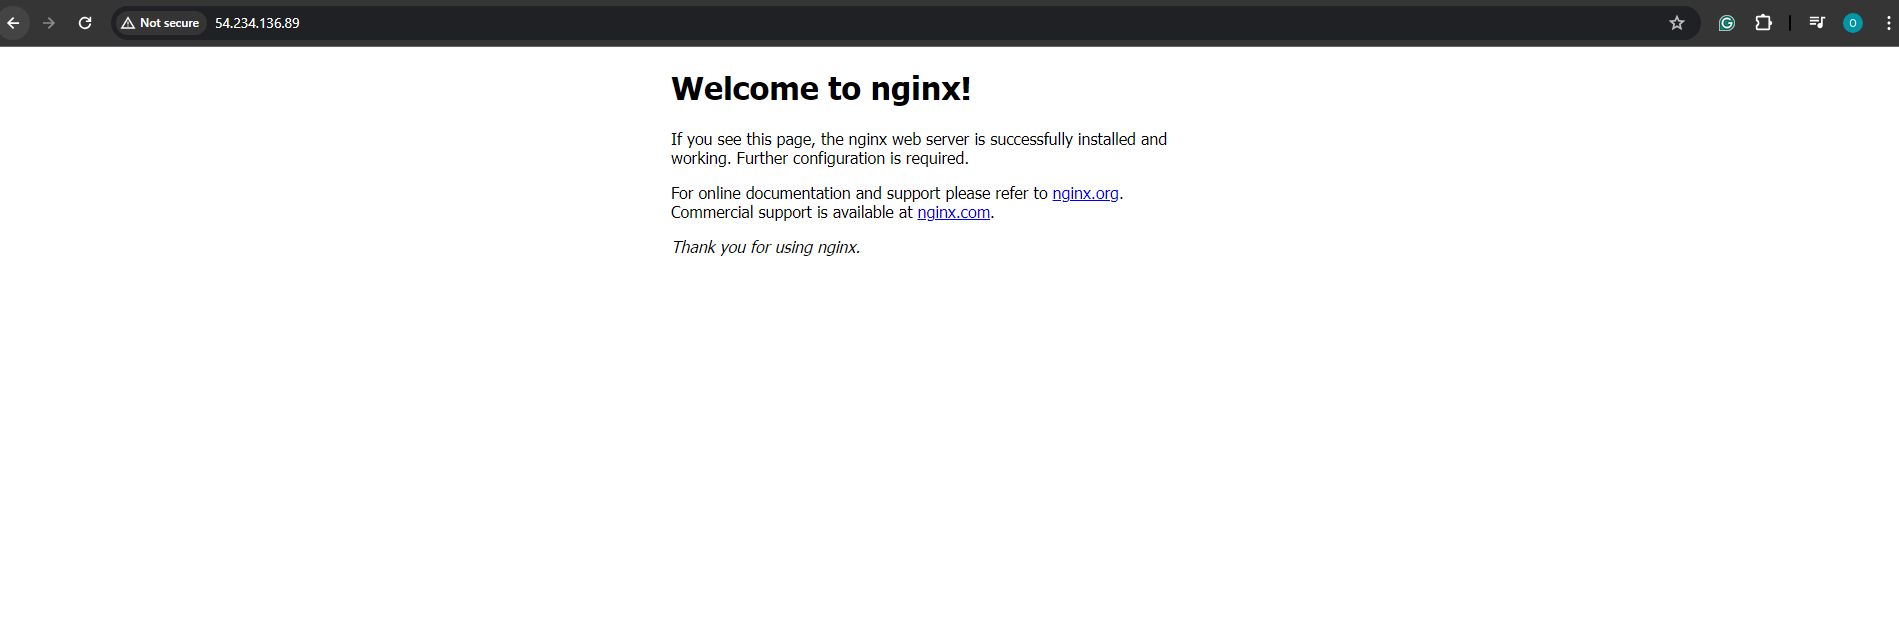 Not secure 54.234.136.89
O
Welcome to nginx!
If you see this page, the nginx web server is successfully installed and
working. Further configuration is required.
For online documentation and support please refer to nginx.org.
Commercial support is available at nginx.com.
Thank you for using nginx.